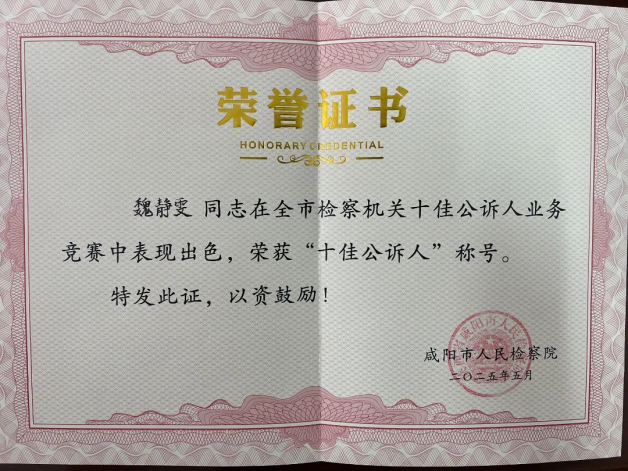 荣誉证书
HONORARY CREDENTIAL
魏静雯 同志在全市检察机关十佳公诉人业务
竞赛中表现出色，荣获“十佳公诉人”称号。
特发此证，以资鼓励！
咸阳市人民检察院
二〇二五年五月